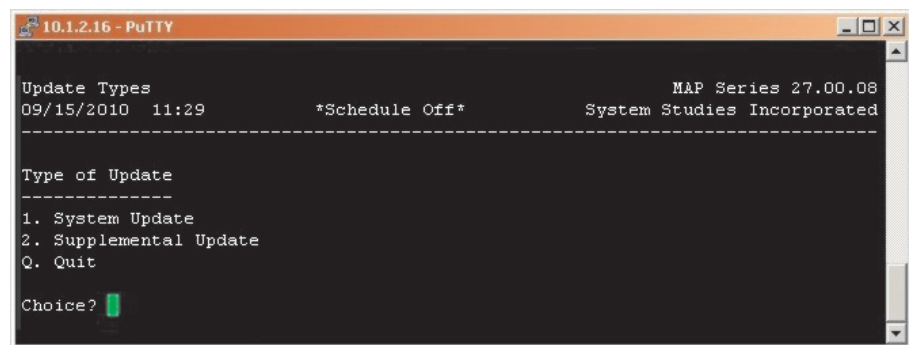 10.1.2.16 - PuTTY
Update Types MAP Series 27.00.08
09/15/2010 11:29 *Schedule Off* System Studies Incorporated
--------------------------------------------------------------------------------
Type of Update
--------------
1. System Update
2. Supplemental Update
Q. Quit
Choice?